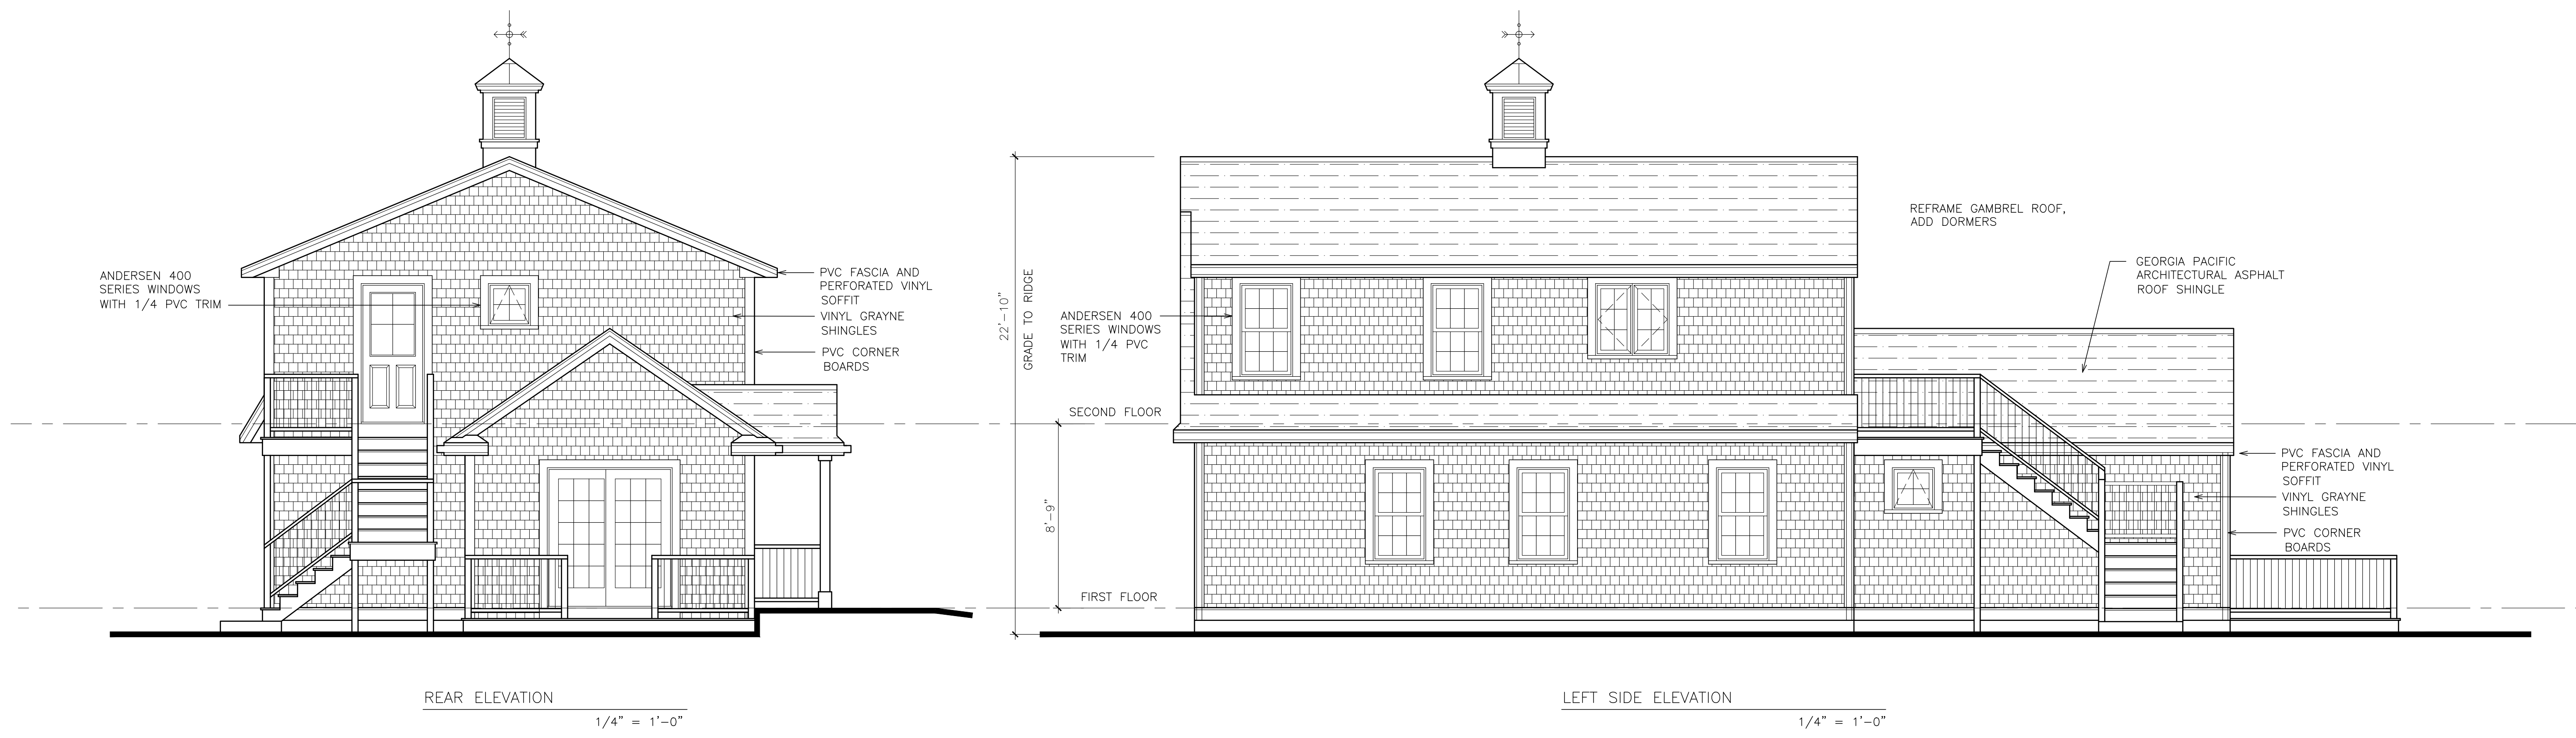 ANDERSEN 400
SERIES WINDOWS
WITH 1/4 PVC TRIM
PVC FASCIA AND
PERFORATED VINYL
SOFFIT
VINYL GRAYNE
SHINGLES
PVC CORNER
BOARDS
REAR ELEVATION
1/4" = 1'-0"
22'-10"
GRADE TO RIDGE
ANDERSEN 400
SERIES WINDOWS
WITH 1/4 PVC
TRIM
SECOND FLOOR
8'-9"
FIRST FLOOR
REFRAME GAMBREL ROOF,
ADD DORMERS
GEORGIA PACIFIC
ARCHITECTURAL ASPHALT
ROOF SHINGLE
PVC FASCIA AND
PERFORATED VINYL
SOFFIT
VINYL GRAYNE
SHINGLES
PVC CORNER
BOARDS
LEFT SIDE ELEVATION
1/4" = 1'-0"